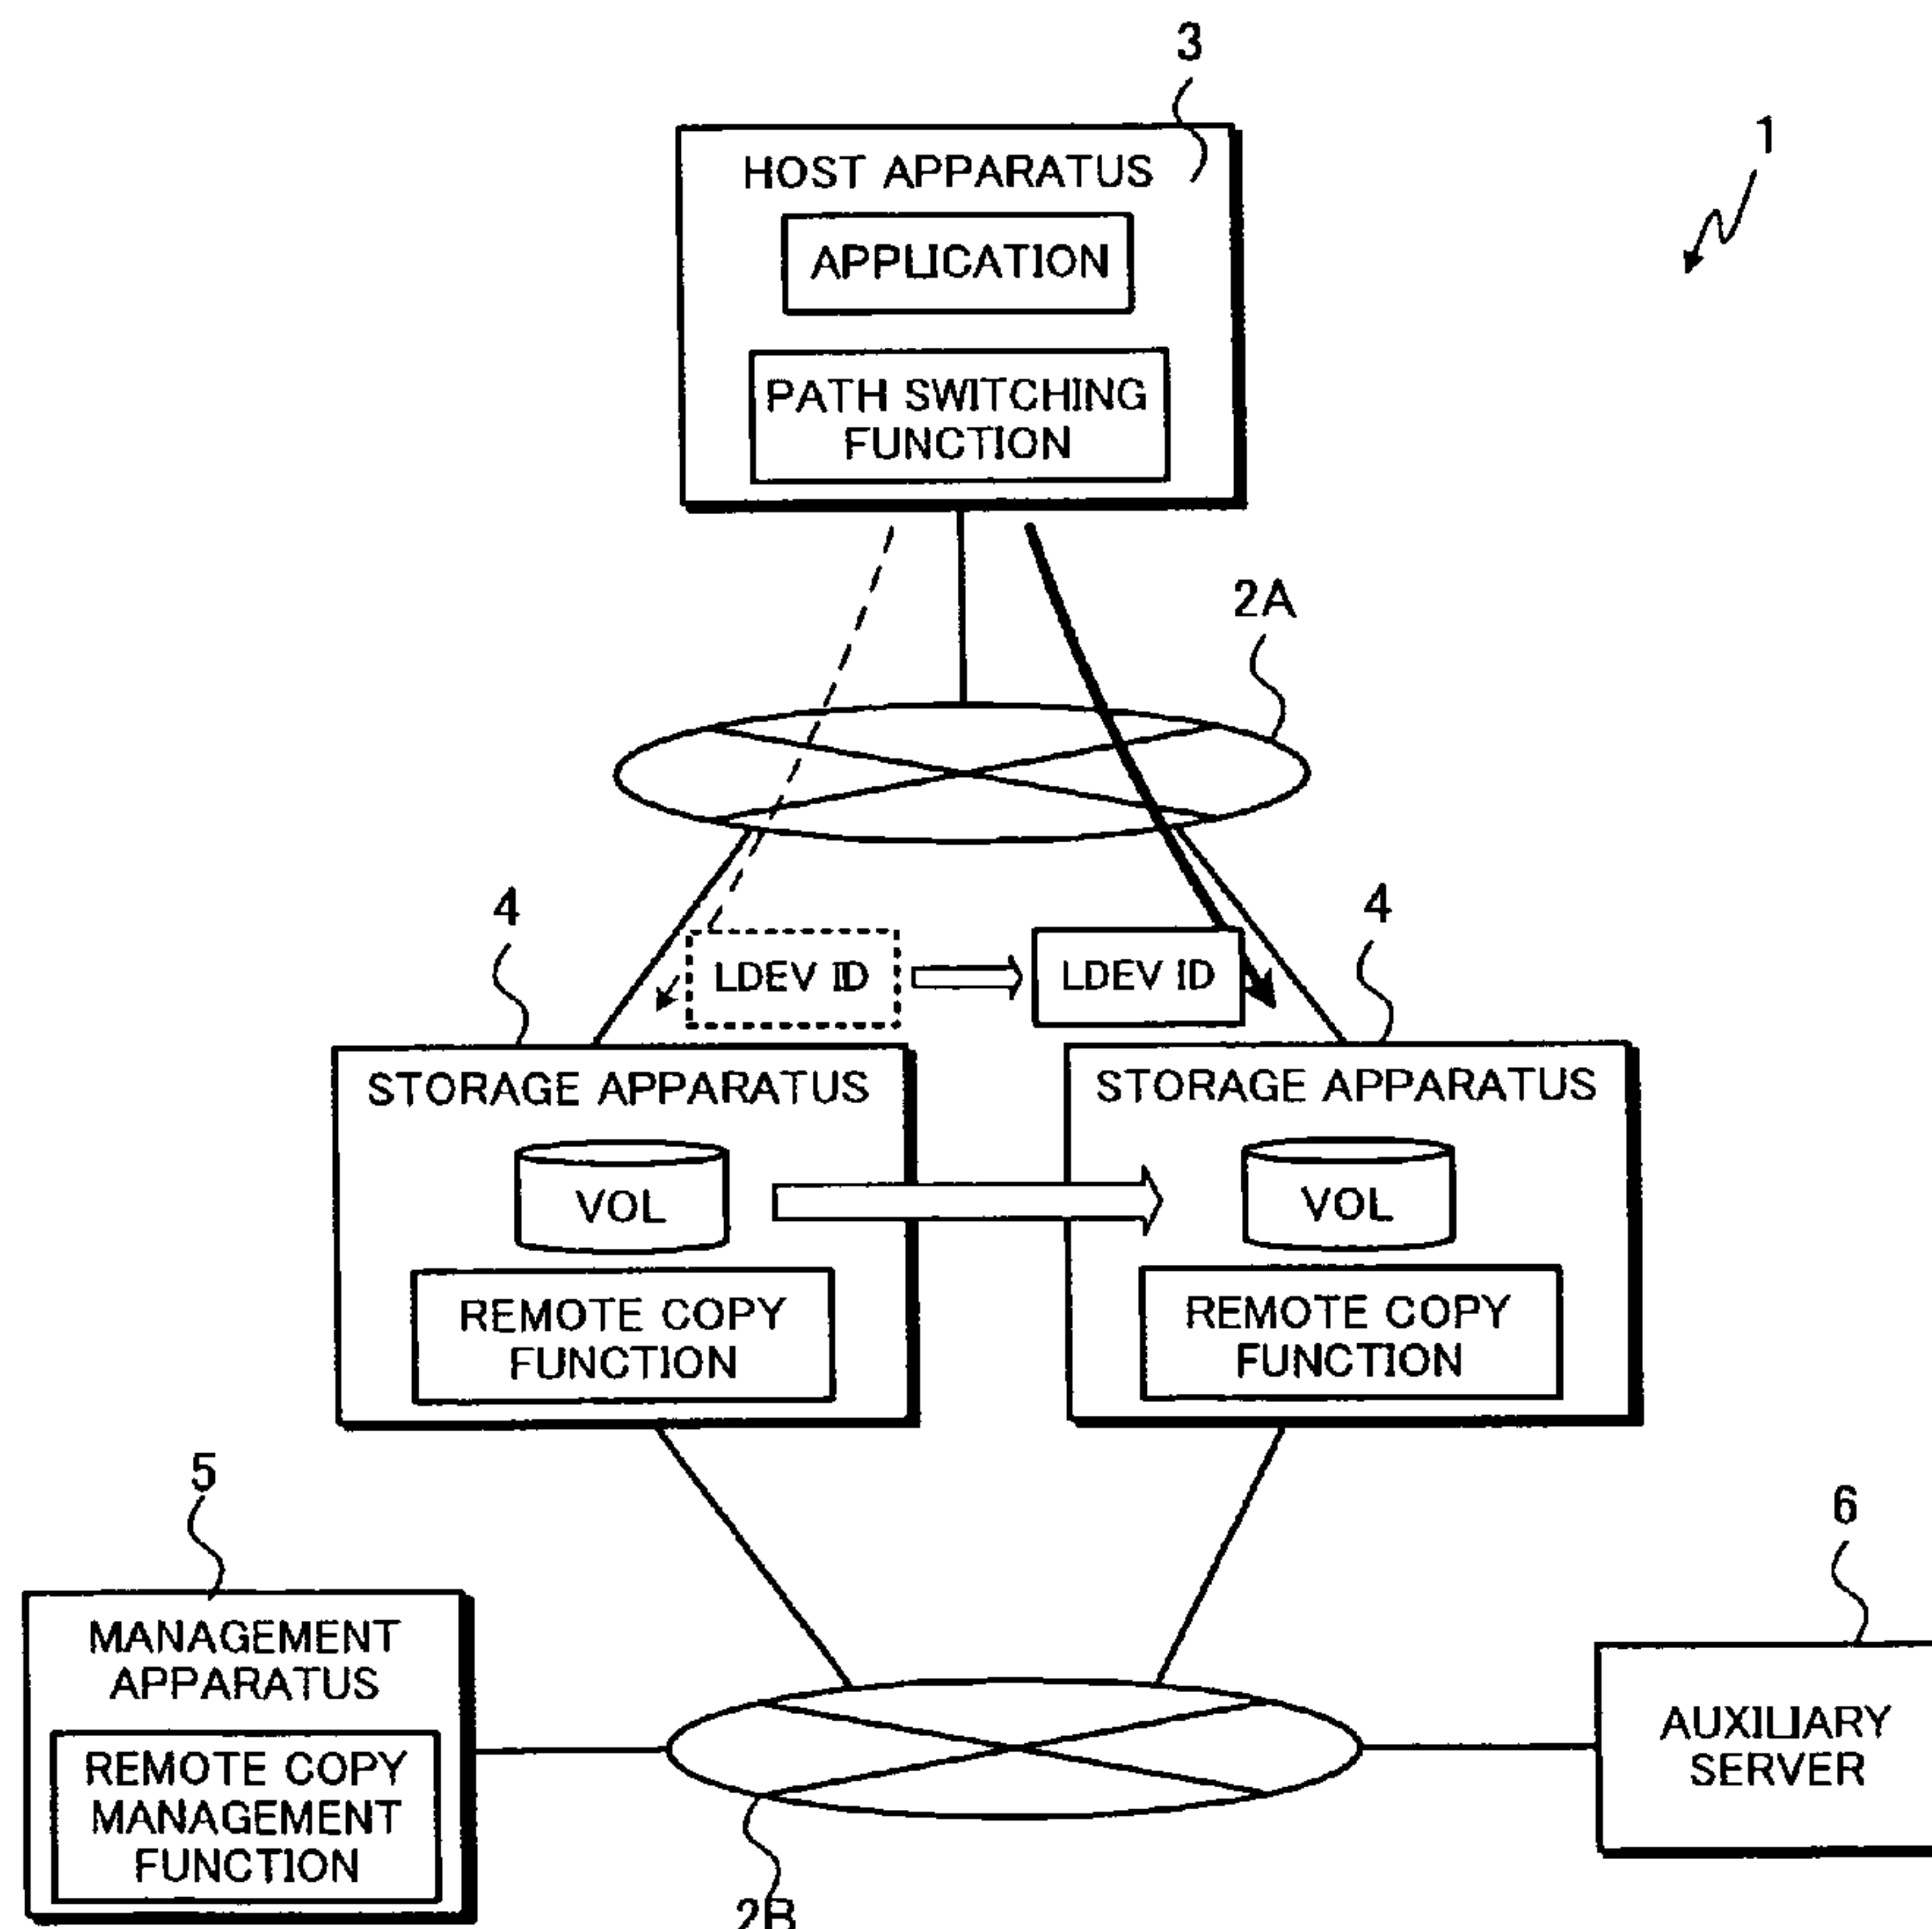 3
1
HOST APPARATUS
APPLICATION
PATH SWITCHING
FUNCTION
2A
4
4
LDEV ID
LDEV ID
STORAGE APPARATUS
STORAGE APPARATUS
VOL
VOL
REMOTE COPY
FUNCTION
REMOTE COPY
FUNCTION
5
6
MANAGEMENT
APPARATUS
REMOTE COPY
MANAGEMENT
FUNCTION
AUXILIARY
SERVER
2B